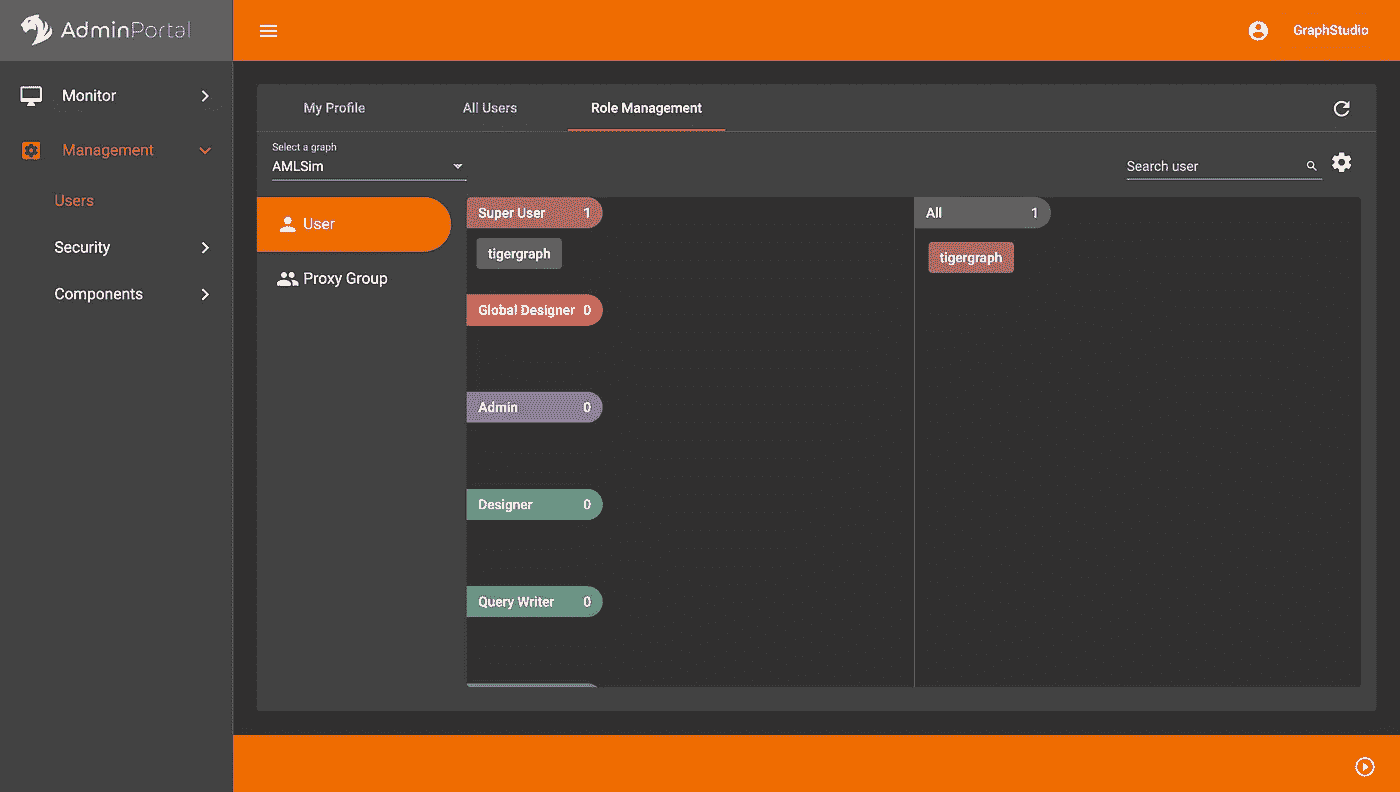 AdminPortal
GraphStudio
Monitor
Management
Users
Security
Components
My Profile
All Users
Role Management
Select a graph
AMLSim
Search user
User
Proxy Group
Super User 1
tigergraph
Global Designer 0
Admin 0
Designer 0
Query Writer 0
All 1
tigergraph